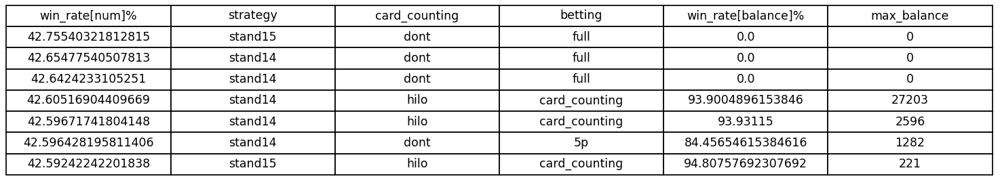 win_rate[num]% strategy card_counting betting win_rate[balance]% max_balance
42.75540321812815 stand15 dont full 0.0 0
42.65477540507813 stand14 dont full 0.0 0
42.6424233105251 stand14 dont full 0.0 0
42.60516904409669 stand14 hilo card_counting 93.9004896153846 27203
42.59671741804148 stand14 hilo card_counting 93.93115 2596
42.596428195811406 stand14 dont 5p 84.45654615384616 1282
42.59242242201838 stand15 hilo card_counting 94.80757692307692 221